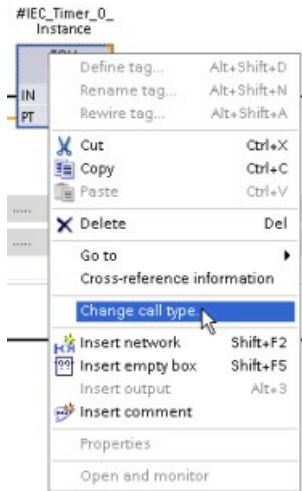 #IEC_Timer_0_
Instance
IN
PT
Define tag... Alt+Shift+D
Rename tag... Alt+Shift+N
Rewire tag... Alt+Shift+A
Cut Ctrl+X
Copy Ctrl+C
Paste Ctrl+V
Delete Del
Go to
Cross-reference information
Change call type...
Insert network Shift+F2
Insert empty box Shift+F5
Insert output Alt+3
Insert comment
Properties
Open and monitor